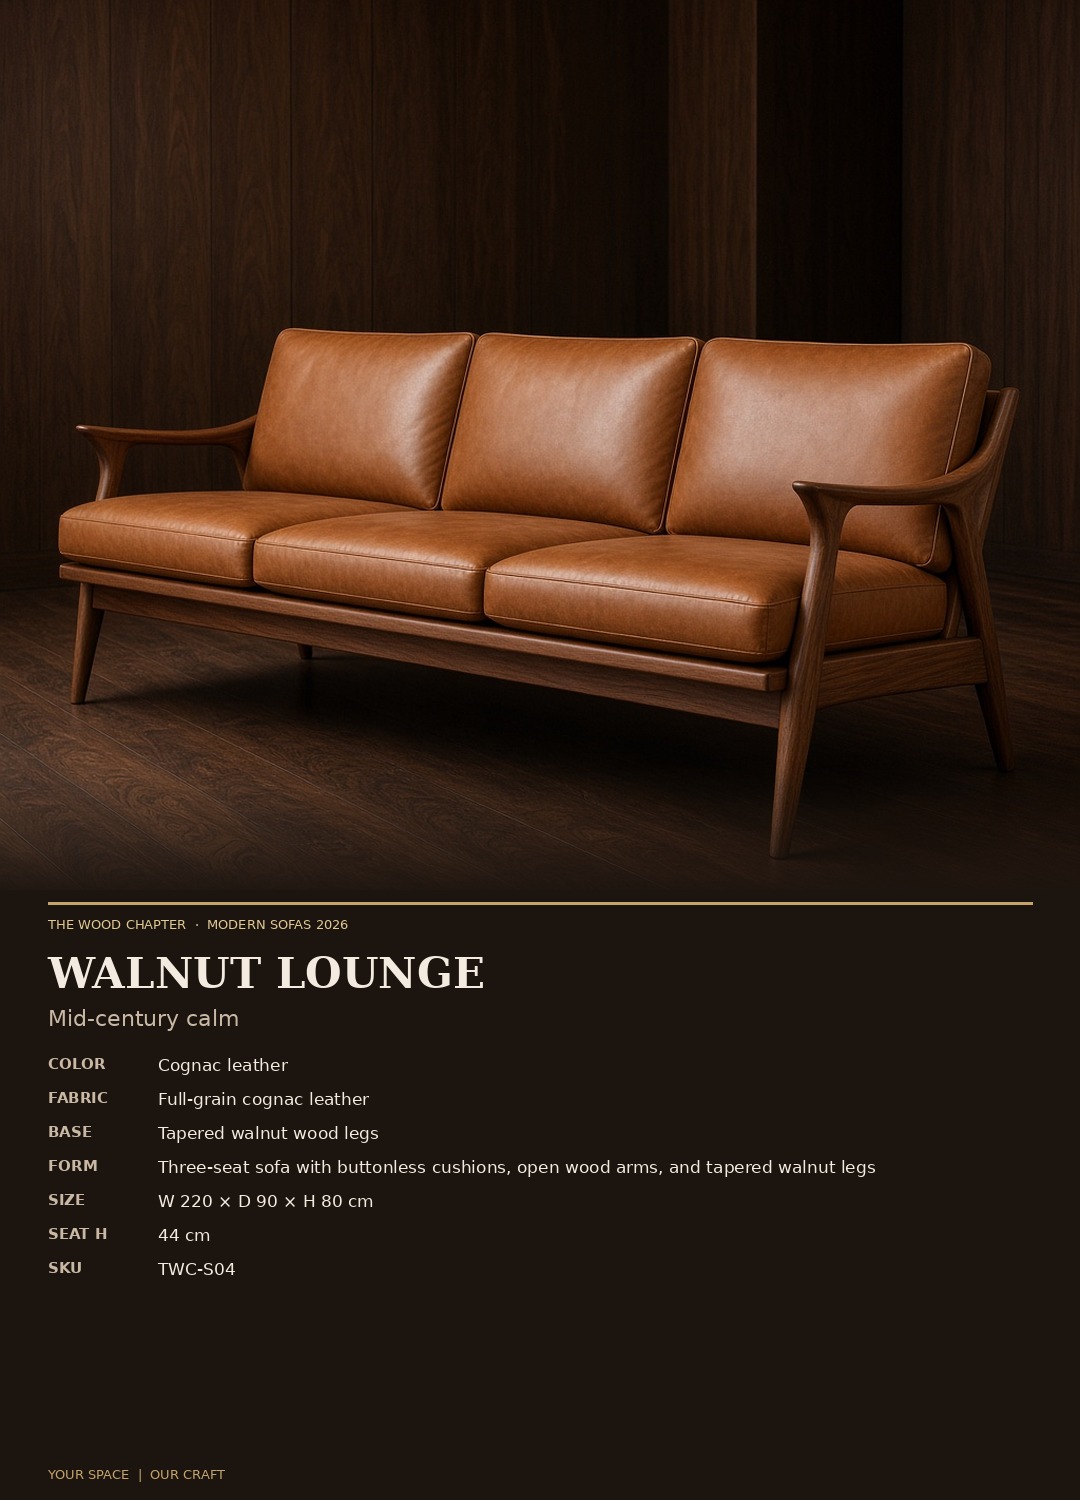 THE WOOD CHAPTER · MODERN SOFAS 2026
WALNUT LOUNGE
Mid-century calm
COLOR Cognac leather
FABRIC Full-grain cognac leather
BASE Tapered walnut wood legs
FORM Three-seat sofa with buttonless cushions, open wood arms, and tapered walnut legs
SIZE W 220 × D 90 × H 80 cm
SEAT H 44 cm
SKU TWC-S04
YOUR SPACE | OUR CRAFT